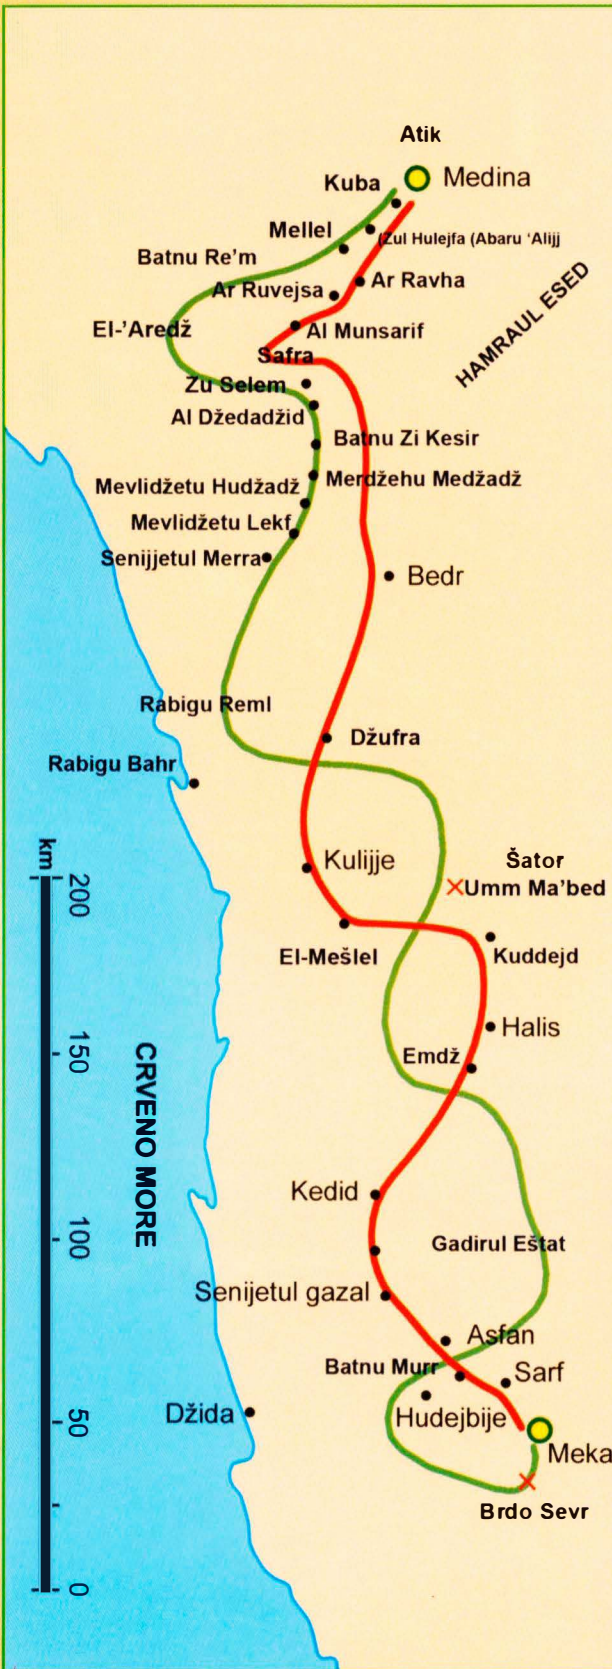 Atik
Medina
Kuba
Mellel
(Zul Hulejfa (Abaru ‘Alijj
Batnu Re’m
Ar Ravha
Ar Ruvejsa
HAMRAUL ESED
El-’Aredž
Al Munsarif
Safra
Zu Selem
Al Džedadžid
Batnu Zi Kesir
Merdžehu Medžadž
Mevlidžetu Hudžadž
Mevlidžetu Lekf
Senijjetul Merra
Bedr
Rabigu Reml
Džufra
Rabigu Bahr
km
200
Kulijje
Šator
Umm Ma’bed
El-Mešlel
Kuddejd
Halis
150
Emdž
CRVENO MORE
Kedid
100
Gadirul Eštat
Senijetul gazal
Asfan
Batnu Murr
Sarf
50
Džida
Hudejbije
Meka
Brdo Sevr
0